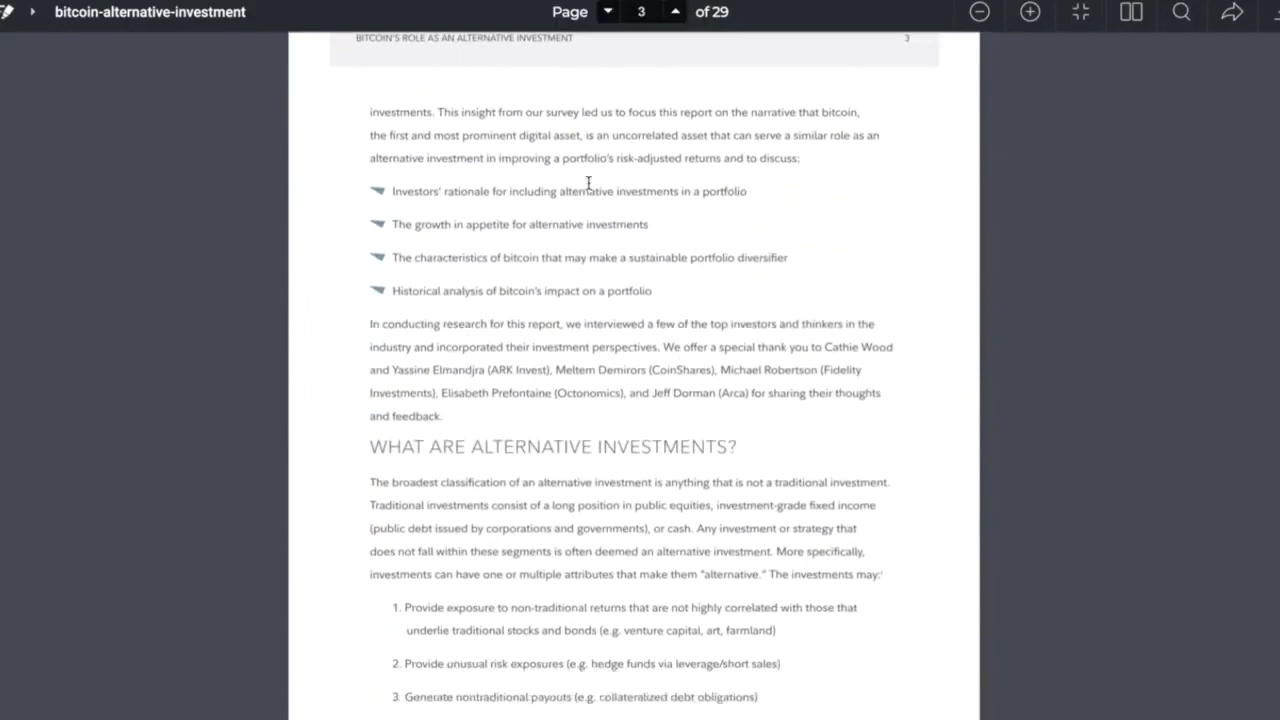 bitcoin-alternative-investment
Page 3 of 29
BITCOIN'S ROLE AS AN ALTERNATIVE INVESTMENT 3
investments. This insight from our survey led us to focus this report on the narrative that bitcoin,
the first and most prominent digital asset, is an uncorrelated asset that can serve a similar role as an
alternative investment in improving a portfolio's risk-adjusted returns and to discuss:
Investors' rationale for including alternative investments in a portfolio
The growth in appetite for alternative investments
The characteristics of bitcoin that may make a sustainable portfolio diversifier
Historical analysis of bitcoin's impact on a portfolio
In conducting research for this report, we interviewed a few of the top investors and thinkers in the
industry and incorporated their investment perspectives. We offer a special thank you to Cathie Wood
and Yassine Elmandjra (ARK Invest), Meltem Demirors (CoinShares), Michael Robertson (Fidelity
Investments), Elisabeth Prefontaine (Octonomics), and Jeff Dorman (Arca) for sharing their thoughts
and feedback.
WHAT ARE ALTERNATIVE INVESTMENTS?
The broadest classification of an alternative investment is anything that is not a traditional investment.
Traditional investments consist of a long position in public equities, investment-grade fixed income
(public debt issued by corporations and governments), or cash. Any investment or strategy that
does not fall within these segments is often deemed an alternative investment. More specifically,
investments can have one or multiple attributes that make them "alternative." The investments may:
1. Provide exposure to non-traditional returns that are not highly correlated with those that
underlie traditional stocks and bonds (e.g. venture capital, art, farmland)
2. Provide unusual risk exposures (e.g. hedge funds via leverage/short sales)
3. Generate nontraditional payouts (e.g. collateralized debt obligations)